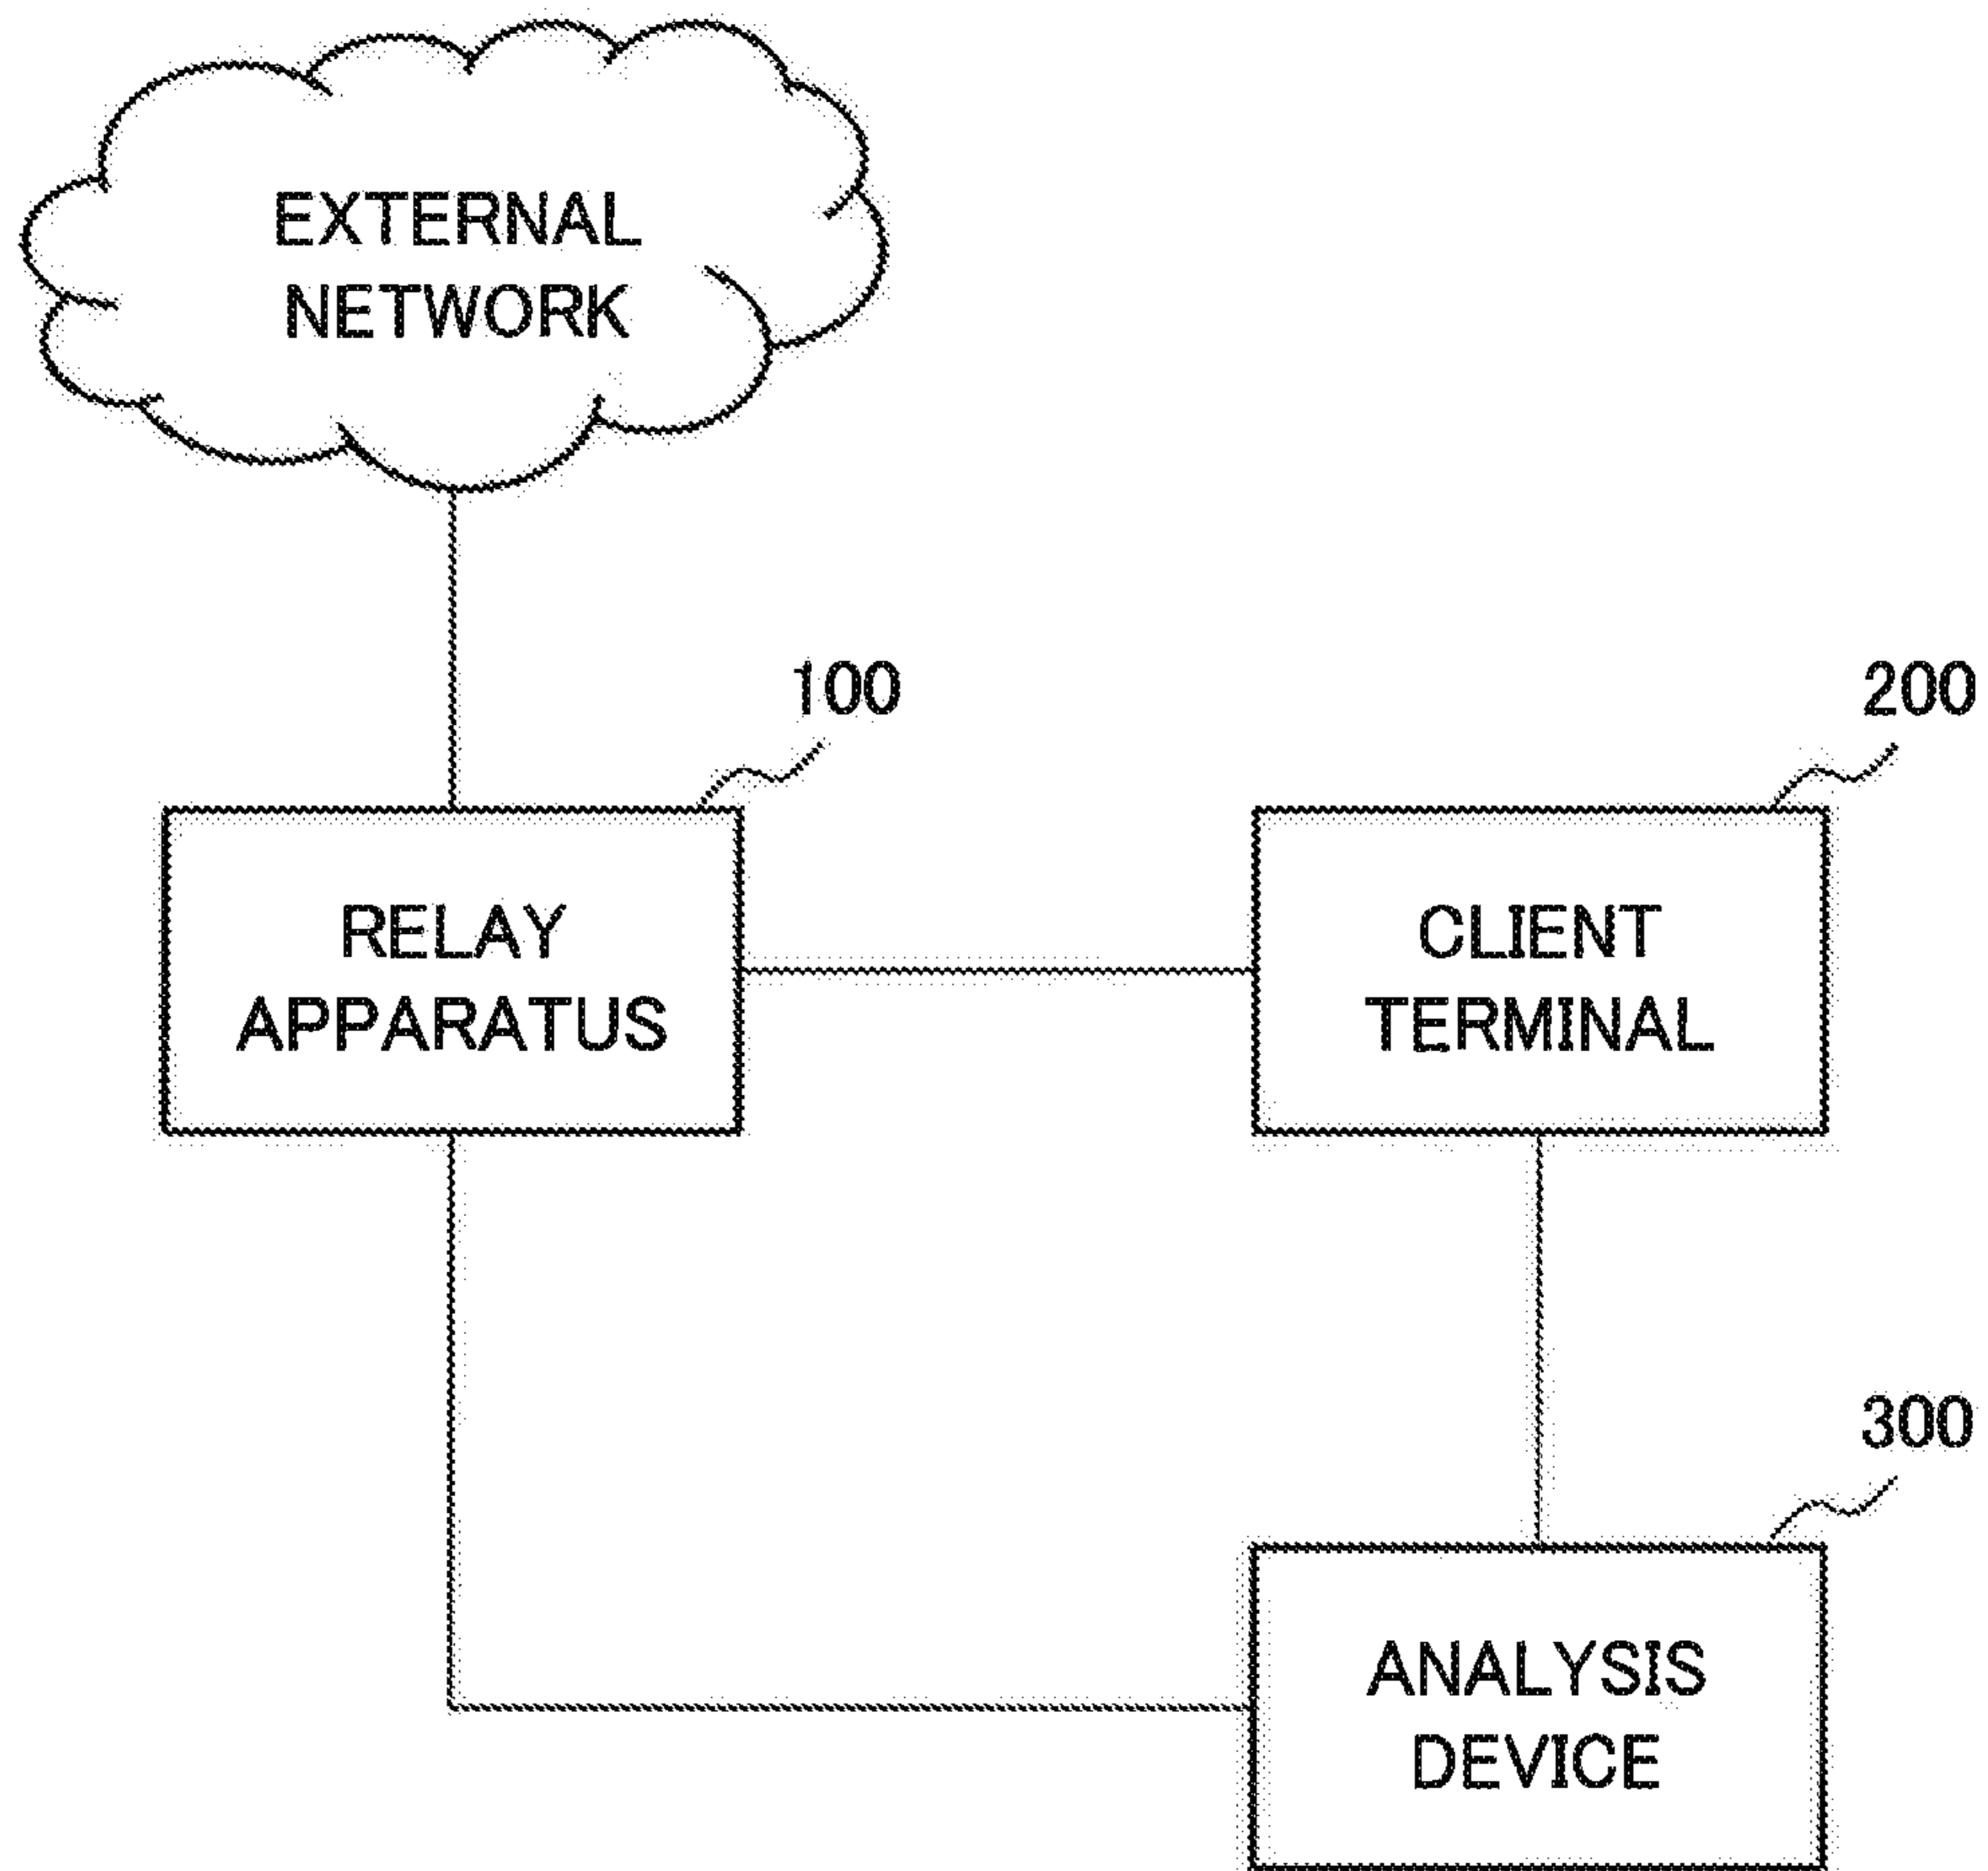 EXTERNAL
NETWORK
100
200
RELAY
APPARATUS
CLIENT
TERMINAL
300
ANALYSIS
DEVICE